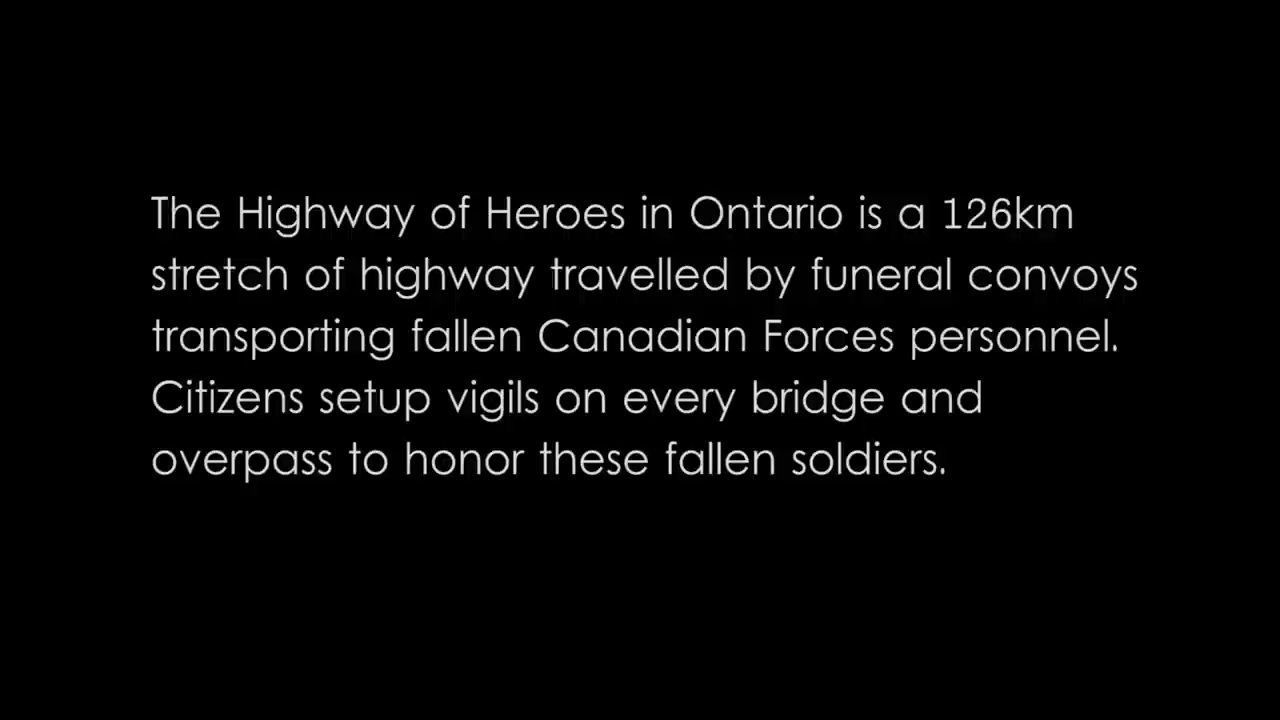 The Highway of Heroes in Ontario is a 126km
stretch of highway travelled by funeral convoys
transporting fallen Canadian Forces personnel.
Citizens setup vigils on every bridge and
overpass to honor these fallen soldiers.